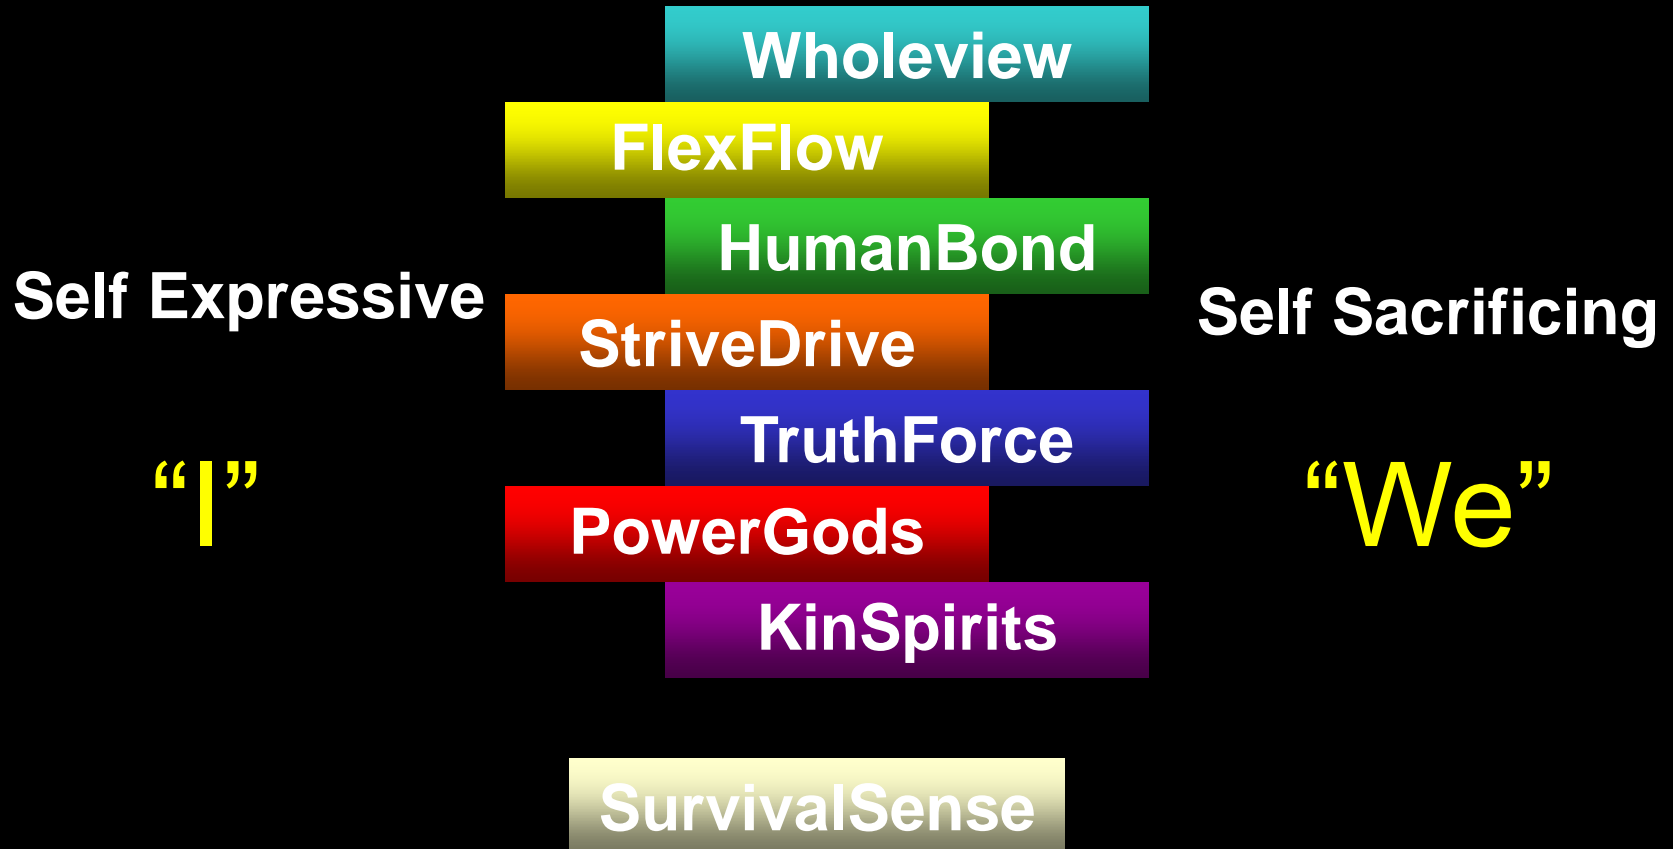 Wholeview
FlexFlow
HumanBond
Self Expressive
Self Sacrificing
StriveDrive
TruthForce
“I”
“We”
PowerGods
KinSpirits
SurvivalSense